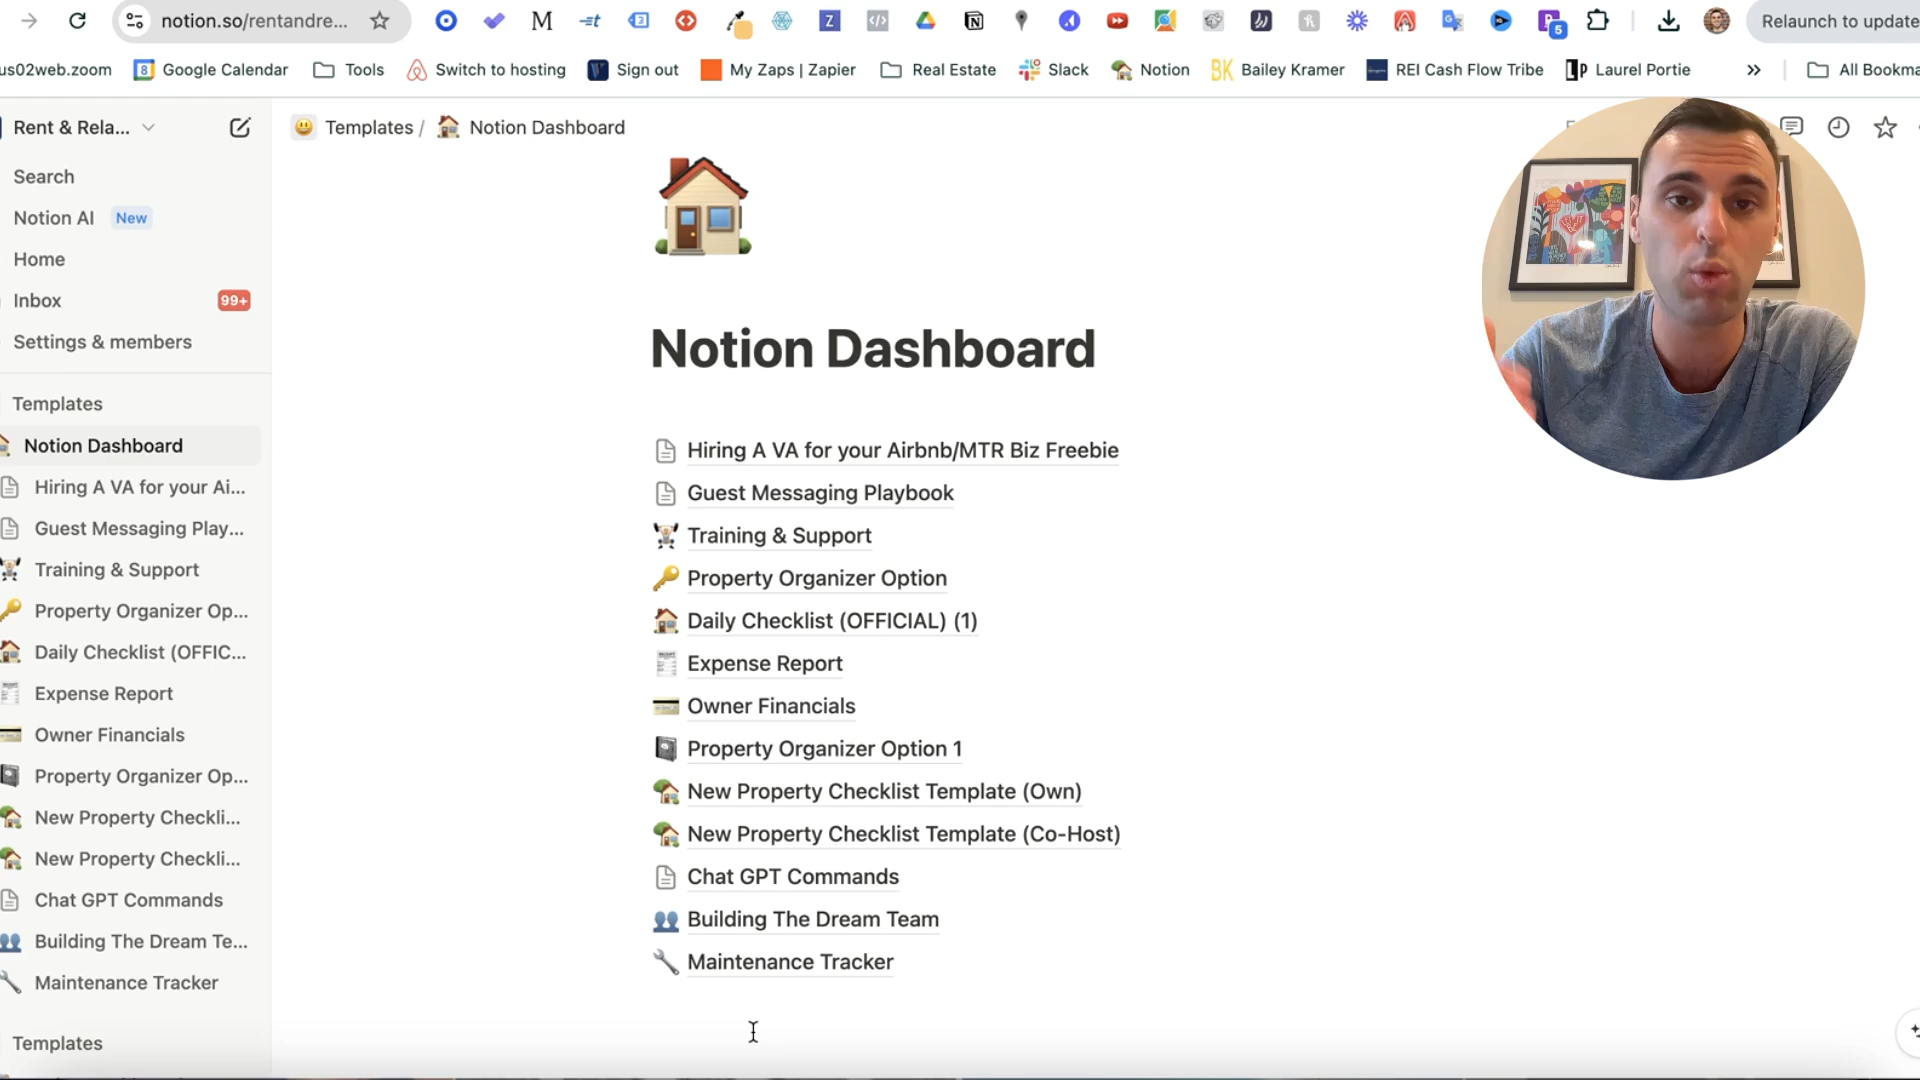 notion.so/rentandre...
5
Relaunch to update
us02web.zoom
8
Google Calendar
Tools
Switch to hosting
Sign out
My Zaps | Zapier
Real Estate
Slack
Notion
BK
Bailey Kramer
REI Cash Flow Tribe
Laurel Portie
All Bookma
Rent & Rela...
Templates /
Notion Dashboard
Search
Notion AI New
Home
Inbox 99+
Settings & members
Templates
Notion Dashboard
Hiring A VA for your Ai...
Guest Messaging Play...
Training & Support
Property Organizer Op...
Daily Checklist (OFFIC...
Expense Report
Owner Financials
Property Organizer Op...
New Property Checkli...
New Property Checkli...
Chat GPT Commands
Building The Dream Te...
Maintenance Tracker
Templates
Notion Dashboard
Hiring A VA for your Airbnb/MTR Biz Freebie
Guest Messaging Playbook
Training & Support
Property Organizer Option
Daily Checklist (OFFICIAL) (1)
Expense Report
Owner Financials
Property Organizer Option 1
New Property Checklist Template (Own)
New Property Checklist Template (Co-Host)
Chat GPT Commands
Building The Dream Team
Maintenance Tracker